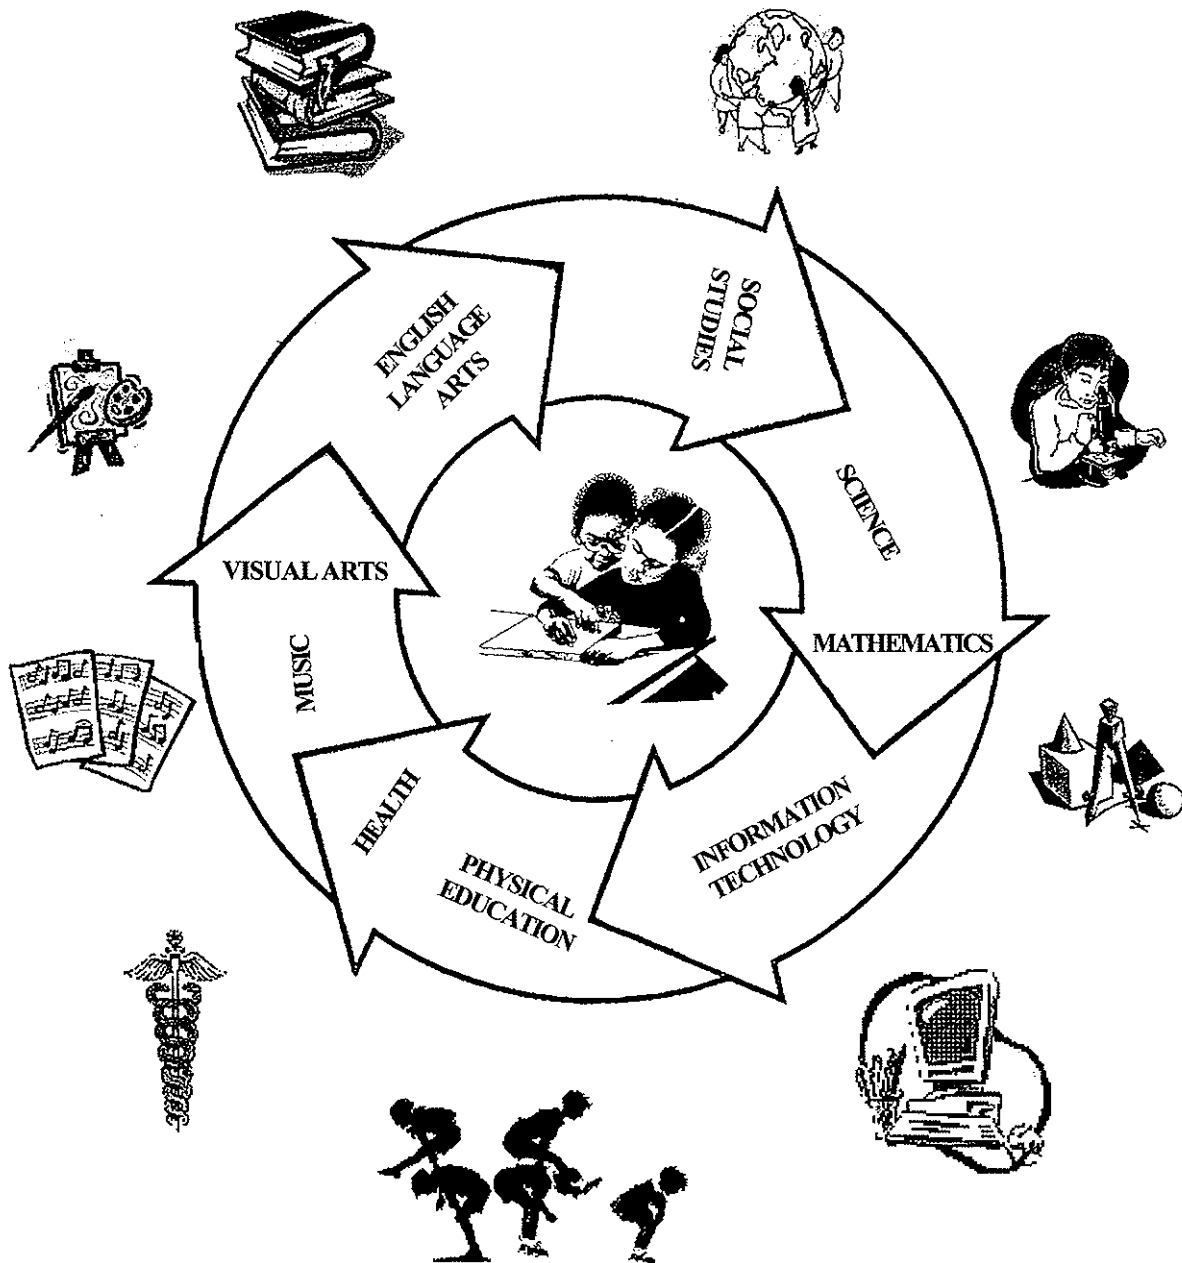 ENGLISH
LANGUAGE
ARTS
SOCIAL
STUDIES
SCIENCE
MATHEMATICS
INFORMATION
TECHNOLOGY
PHYSICAL
EDUCATION
HEALTH
MUSIC
VISUAL ARTS